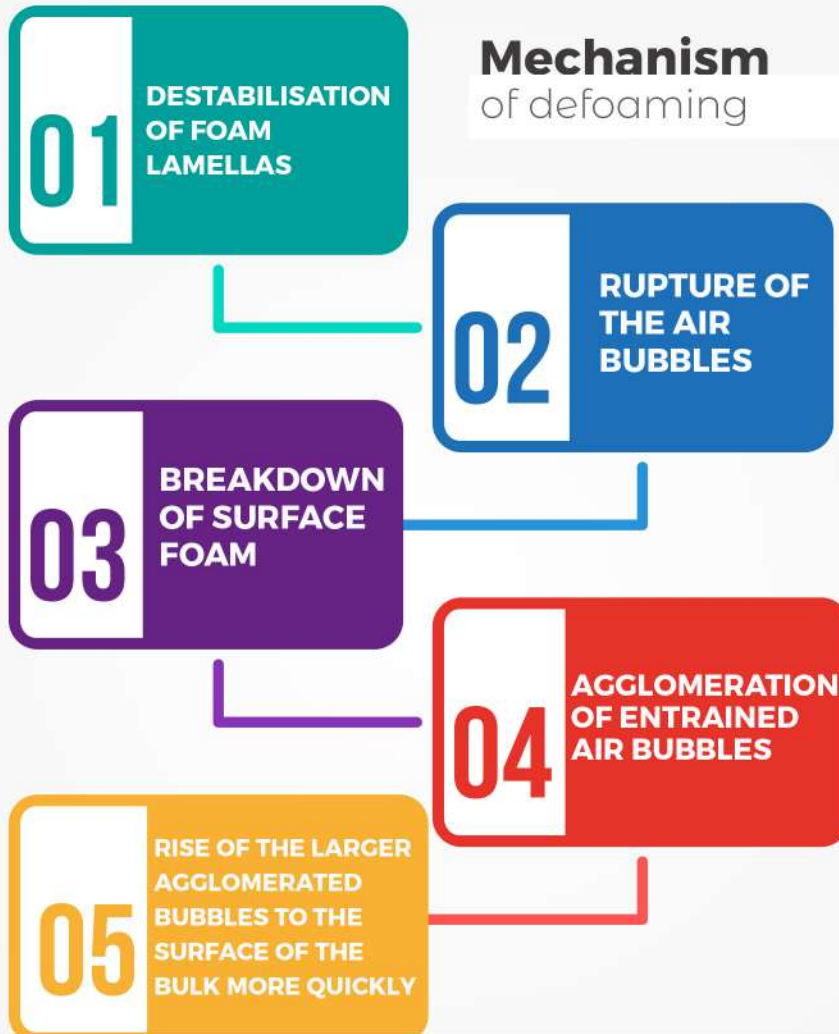 Mechanism
of defoaming
01
DESTABILISATION
OF FOAM
LAMELLAS
02
RUPTURE OF
THE AIR
BUBBLES
03
BREAKDOWN
OF SURFACE
FOAM
04
AGGLOMERATION
OF ENTRAINED
AIR BUBBLES
05
RISE OF THE LARGER
AGGLOMERATED
BUBBLES TO THE
SURFACE OF THE
BULK MORE QUICKLY